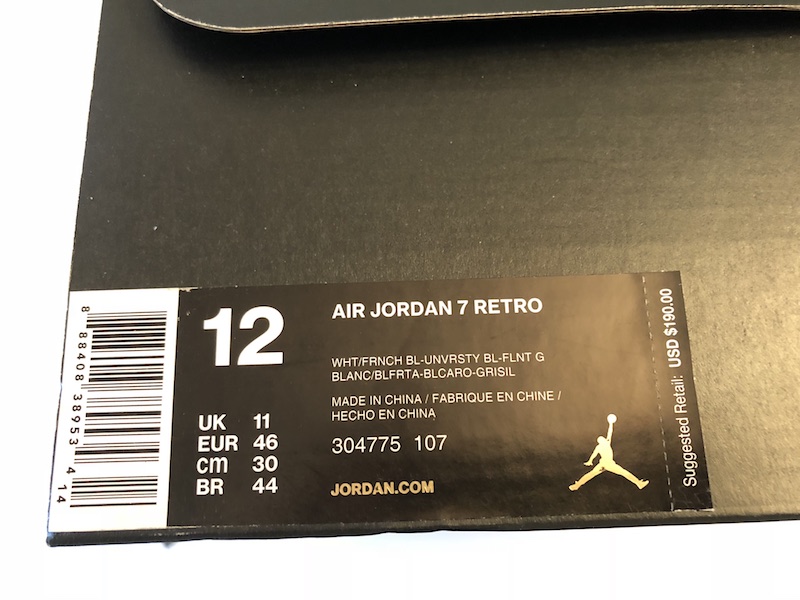 8 88408 38953 4 14
12
UK 11
EUR 46
cm 30
BR 44
AIR JORDAN 7 RETRO
WHT/FRNCH BL-UNVRSTY BL-FLNT G
BLANC/BLFRTA-BLCARO-GRISIL
MADE IN CHINA / FABRIQUE EN CHINE /
HECHO EN CHINA
304775 107
JORDAN.COM
Suggested Retail: USD $190.00